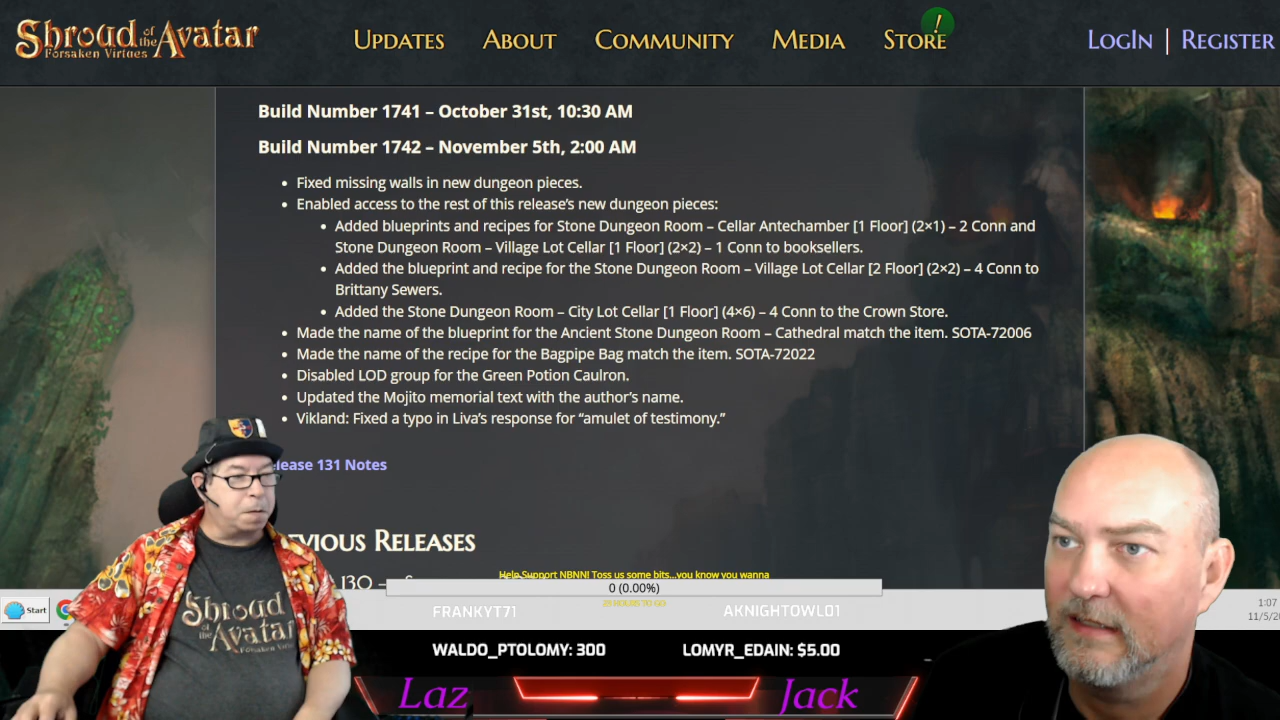 Shroud of the Avatar
Forsaken Virtues
Updates About Community Media Store LogIn | Register
Build Number 1741 – October 31st, 10:30 AM
Build Number 1742 – November 5th, 2:00 AM
• Fixed missing walls in new dungeon pieces.
• Enabled access to the rest of this release's new dungeon pieces:
• Added blueprints and recipes for Stone Dungeon Room – Cellar Antechamber [1 Floor] (2×1) – 2 Conn and
Stone Dungeon Room – Village Lot Cellar [1 Floor] (2×2) – 1 Conn to booksellers.
• Added the blueprint and recipe for the Stone Dungeon Room – Village Lot Cellar [2 Floor] (2×2) – 4 Conn to
Brittany Sewers.
• Added the Stone Dungeon Room – City Lot Cellar [1 Floor] (4×6) – 4 Conn to the Crown Store.
• Made the name of the blueprint for the Ancient Stone Dungeon Room – Cathedral match the item. SOTA-72006
• Made the name of the recipe for the Bagpipe Bag match the item. SOTA-72022
• Disabled LOD group for the Green Potion Caulron.
• Updated the Mojito memorial text with the author's name.
• Vikland: Fixed a typo in Liva's response for “amulet of testimony.”
lease 131 Notes
vious Releases
130 –
Help Support NBNN! Toss us some bits...you know you wanna
0 (0.00%)
Start
FRANKYT71 AKNIGHTOWL01
1:07
11/5/20
Shroud
of the Avatar
WALDO_PTOLOMY: 300 LOMYR_EDAIN: $5.00
Laz Jack